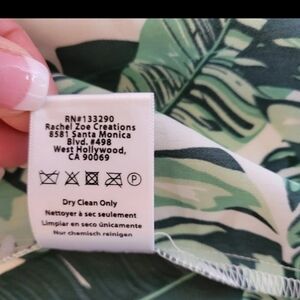 RN#133290
Rachel Zoe Creations
8581 Santa Monica
Blvd. #498
West Hollywood,
CA 90069
P
Dry Clean Only
Nettoyer à sec seulement
Limpiar en seco únicamente
Nur chemisch reinigen